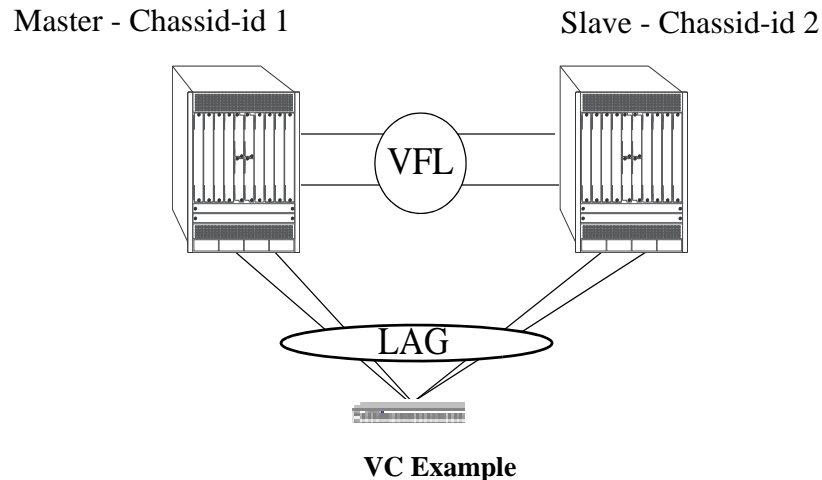 Master - Chassid-id 1
Slave - Chassid-id 2
VFL
LAG
VC Example